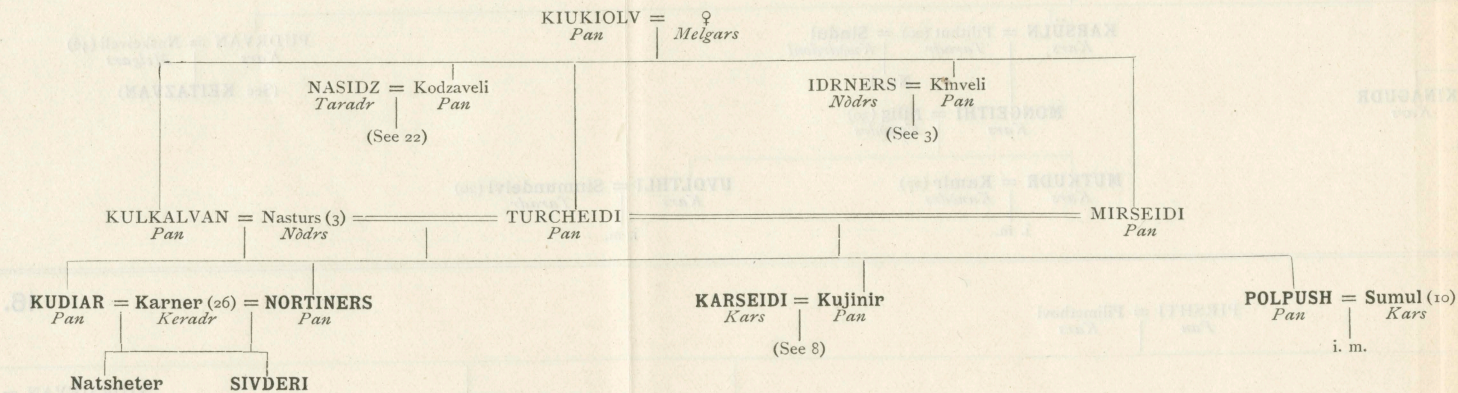 KIUKIOLV = ♀
Pan Melgars
NASIDZ = Kodzaveli IDRNERS = Kïnveli
Taradr Pan Nòdrs Pan
(See 22) (See 3)
KULKALVAN = Nasturs (3) = TURCHEIDI = MIRSEIDI
Pan Nòdrs Pan Pan
KUDIAR = Karner (26) = NORTINERS KARSEIDI = Kujinir POLPUSH = Sumul (10)
Pan Keradr Pan Kars Pan Pan Kars
(See 8) i. m.
Natsheter SIVDERI